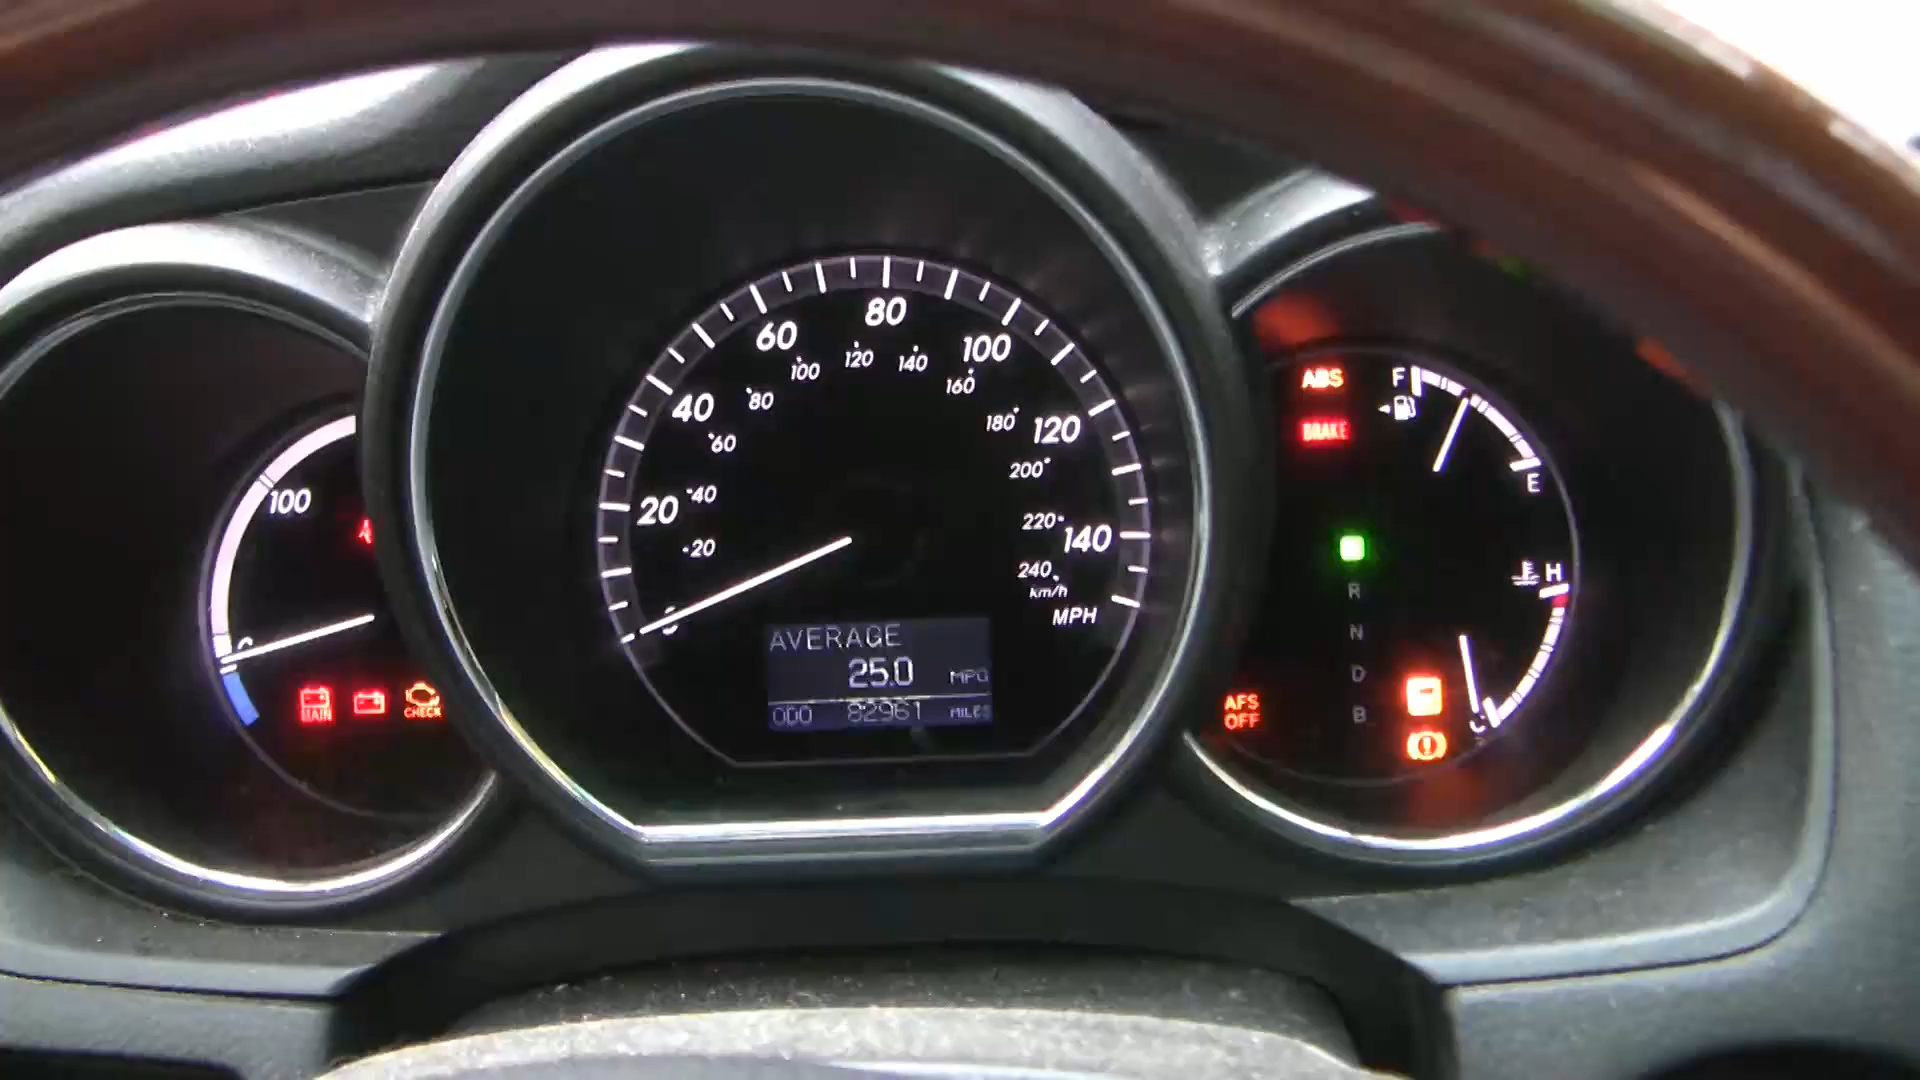 100
MAIN
CHECK
20
40
60
80
100
120
140
MPH
20
40
60
80
100
120
140
160
180
200
220
240
km/h
AVERAGE
25.0 MPG
ODO 82961 MILES
ABS
BRAKE
F
E
H
C
R
N
D
B
AFS
OFF